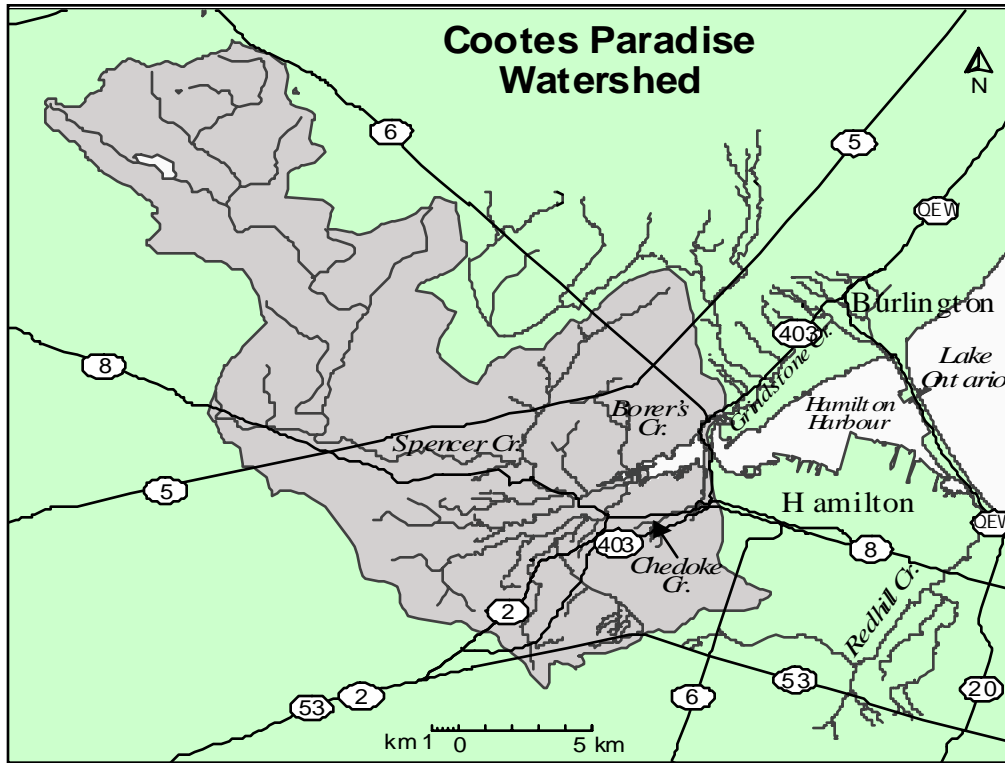 Cootes Paradise
Watershed
N
6
5
QEW
Burlington
403
Grindstone Cr.
Lake
Ontario
8
Hamilton
Harbour
Borer's
Cr.
Spencer Cr.
5
Hamilton
QEW
403
8
Chedoke
Cr.
2
Redhill Cr.
53
2
6
53
20
km 1 0 5 km